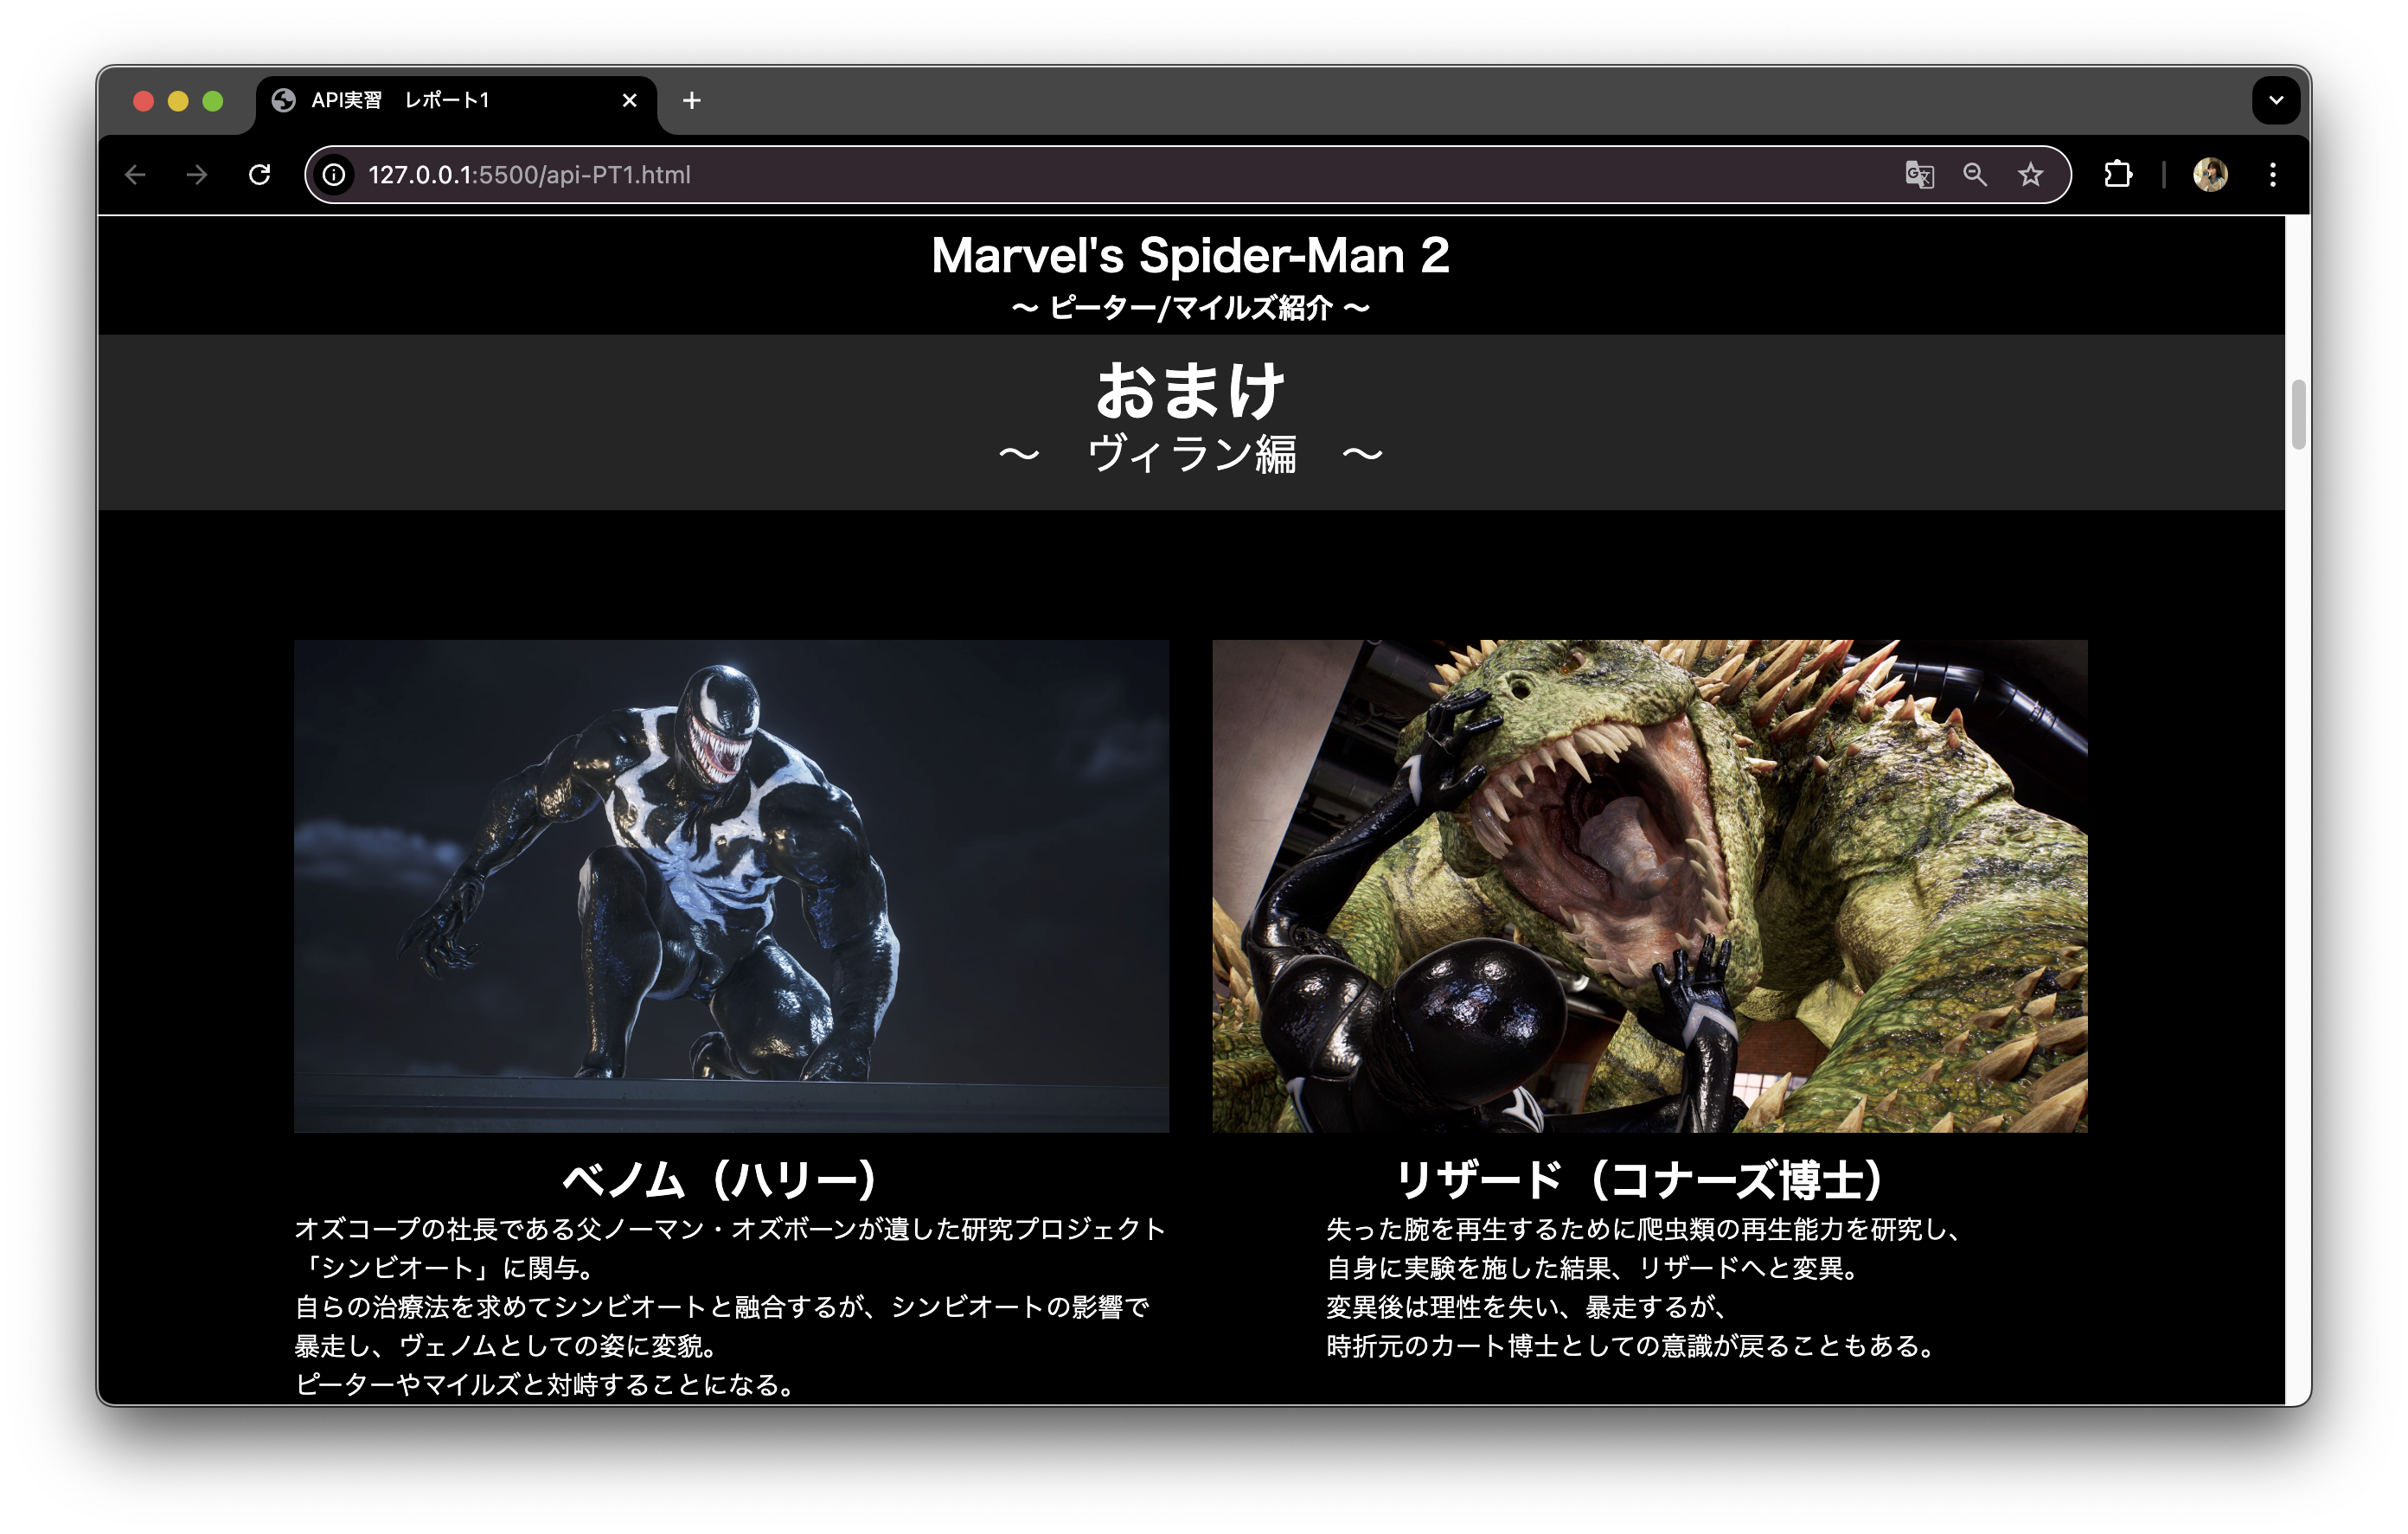 API実習　レポート1
127.0.0.1:5500/api-PT1.html
Marvel's Spider-Man 2
～ ピーター/マイルズ紹介 ～
おまけ
～　ヴィラン編　～
ベノム（ハリー）
オズコープの社長である父ノーマン・オズボーンが遺した研究プロジェクト
「シンビオート」に関与。
自らの治療法を求めてシンビオートと融合するが、シンビオートの影響で
暴走し、ヴェノムとしての姿に変貌。
ピーターやマイルズと対峙することになる。
リザード（コナーズ博士）
失った腕を再生するために爬虫類の再生能力を研究し、
自身に実験を施した結果、リザードへと変異。
変異後は理性を失い、暴走するが、
時折元のカート博士としての意識が戻ることもある。